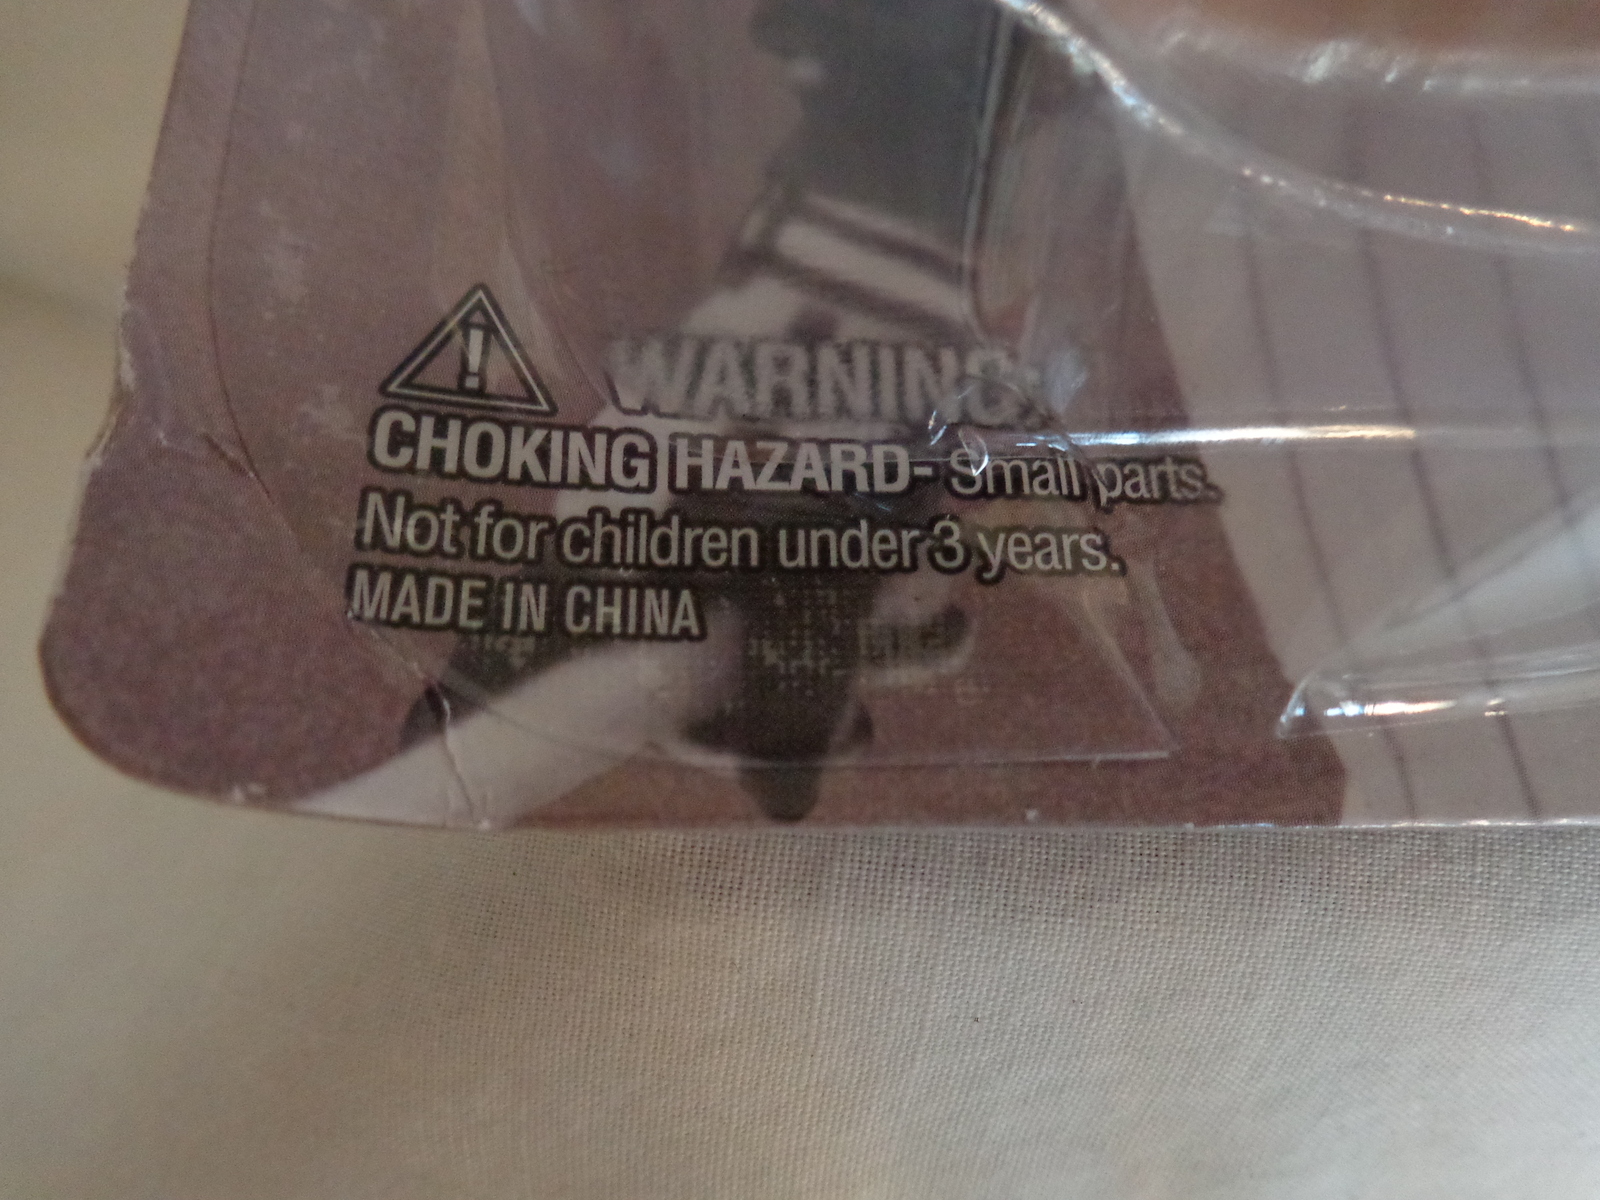 WARNING:
CHOKING HAZARD- Small parts.
Not for children under 3 years.
MADE IN CHINA